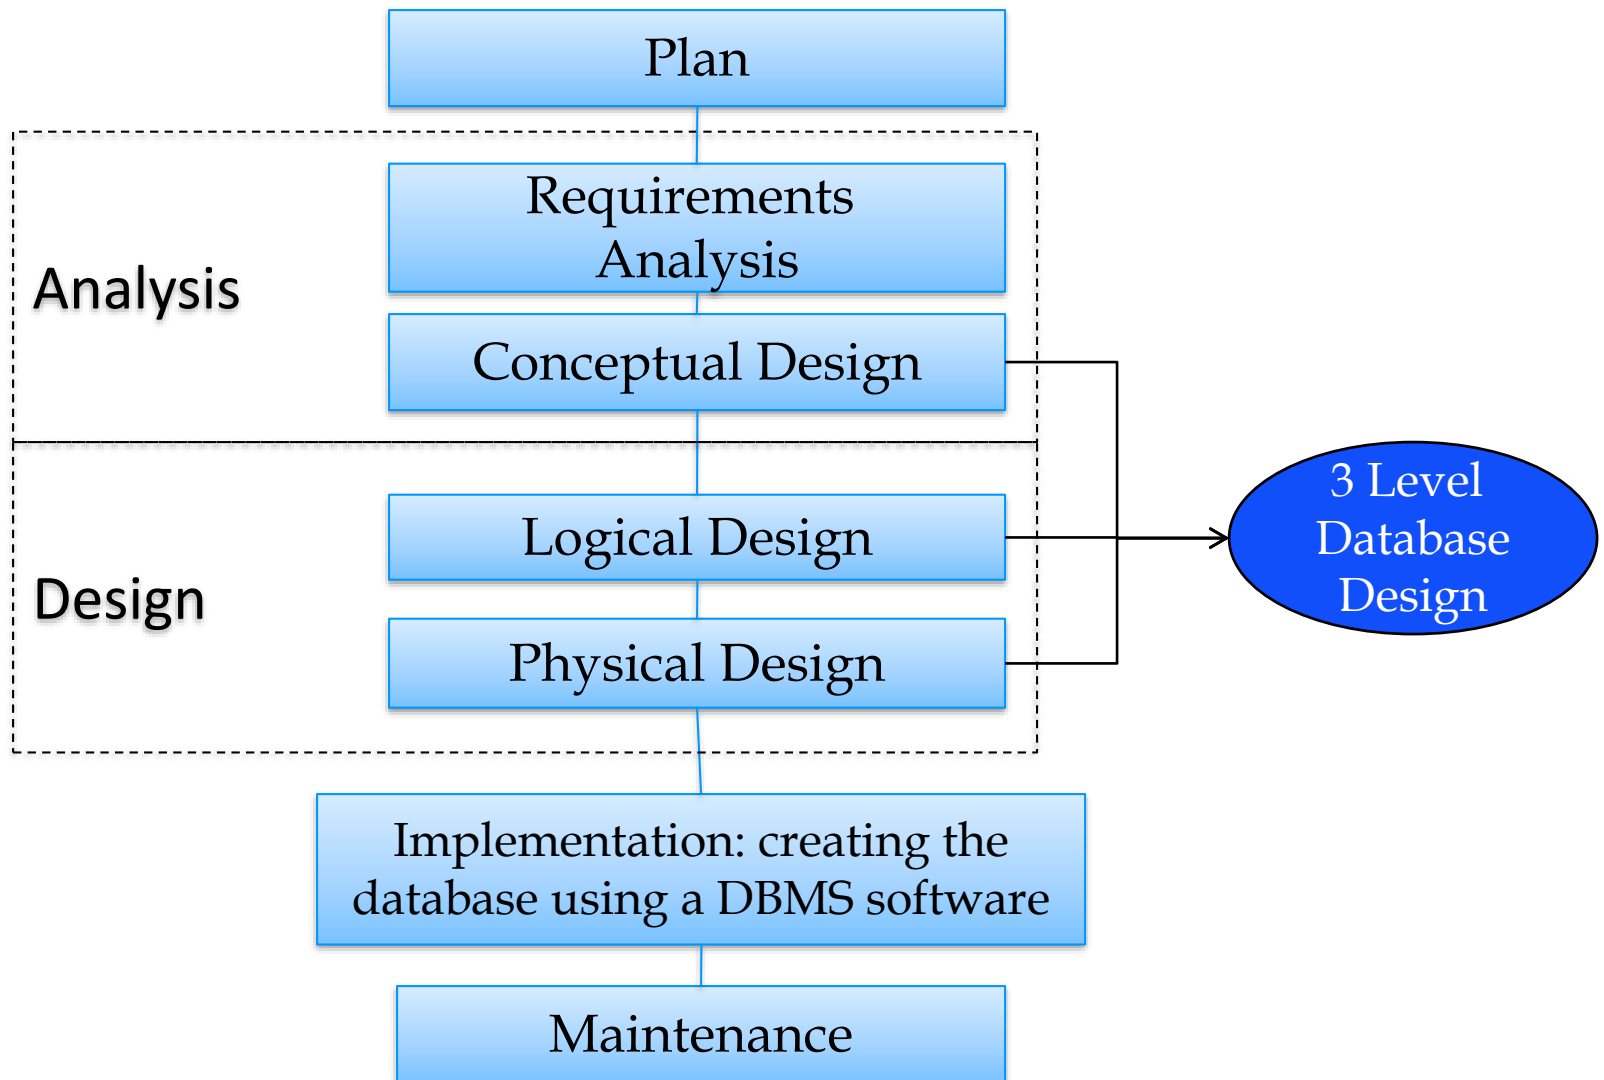 Plan
Requirements
Analysis
Analysis
Conceptual Design
Logical Design
Design
Physical Design
3 Level
Database
Design
Implementation: creating the
database using a DBMS software
Maintenance